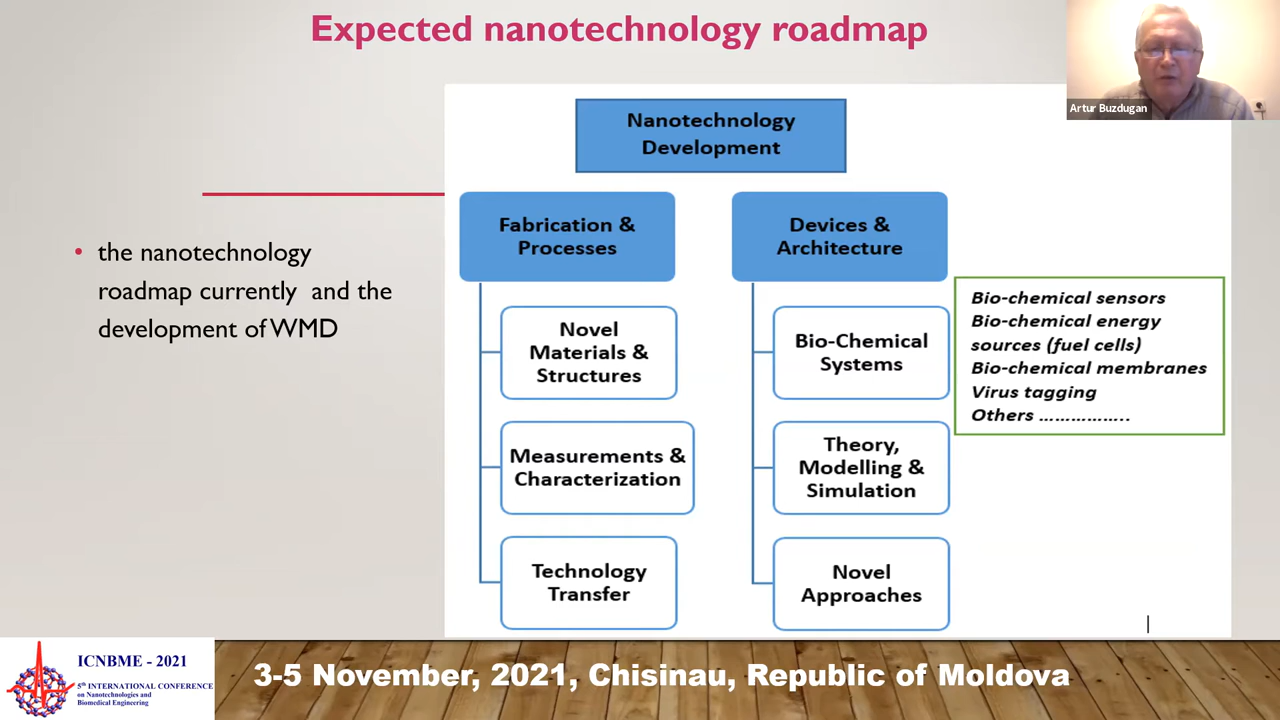 Expected nanotechnology roadmap
Artur Buzdugan
• the nanotechnology
roadmap currently and the
development of WMD
Nanotechnology
Development
Fabrication &
Processes
Novel
Materials &
Structures
Measurements &
Characterization
Technology
Transfer
Devices &
Architecture
Bio-Chemical
Systems
Theory,
Modelling &
Simulation
Novel
Approaches
Bio-chemical sensors
Bio-chemical energy
sources (fuel cells)
Bio-chemical membranes
Virus tagging
Others ................
ICNBME - 2021
5th INTERNATIONAL CONFERENCE
on Nanotechnologies and
Biomedical Engineering
3-5 November, 2021, Chisinau, Republic of Moldova